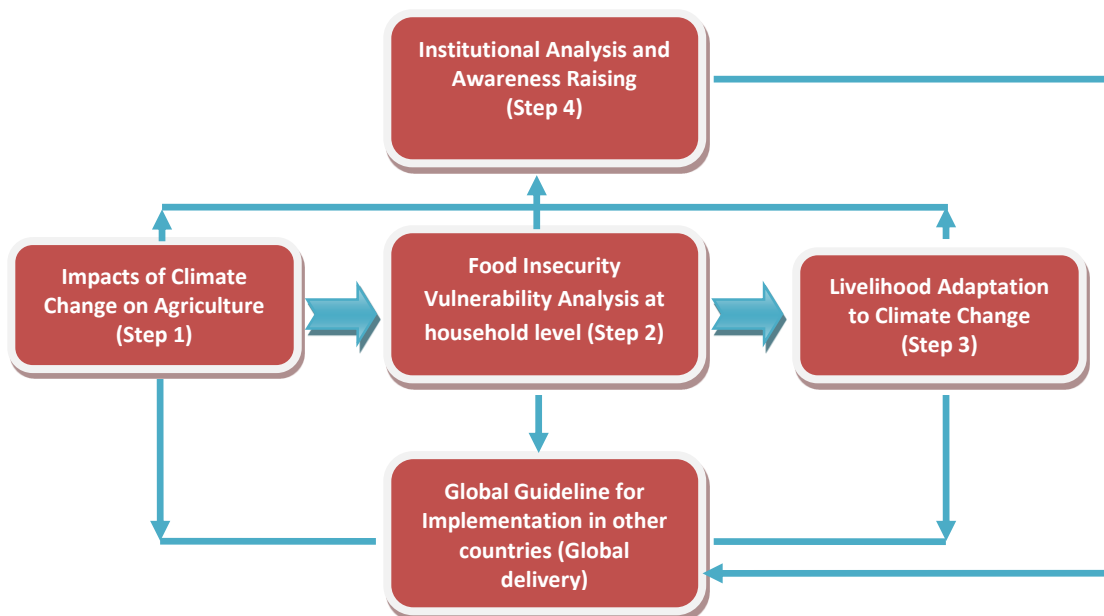 Institutional Analysis and
Awareness Raising
(Step 4)
Impacts of Climate
Change on Agriculture
(Step 1)
Food Insecurity
Vulnerability Analysis at
household level (Step 2)
Livelihood Adaptation
to Climate Change
(Step 3)
Global Guideline for
Implementation in other
countries (Global
delivery)